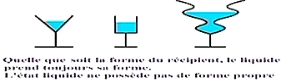 Quelle que soit la forme du récipient, le liquide
prend toujours sa forme.
L'état liquide ne possède pas de forme propre